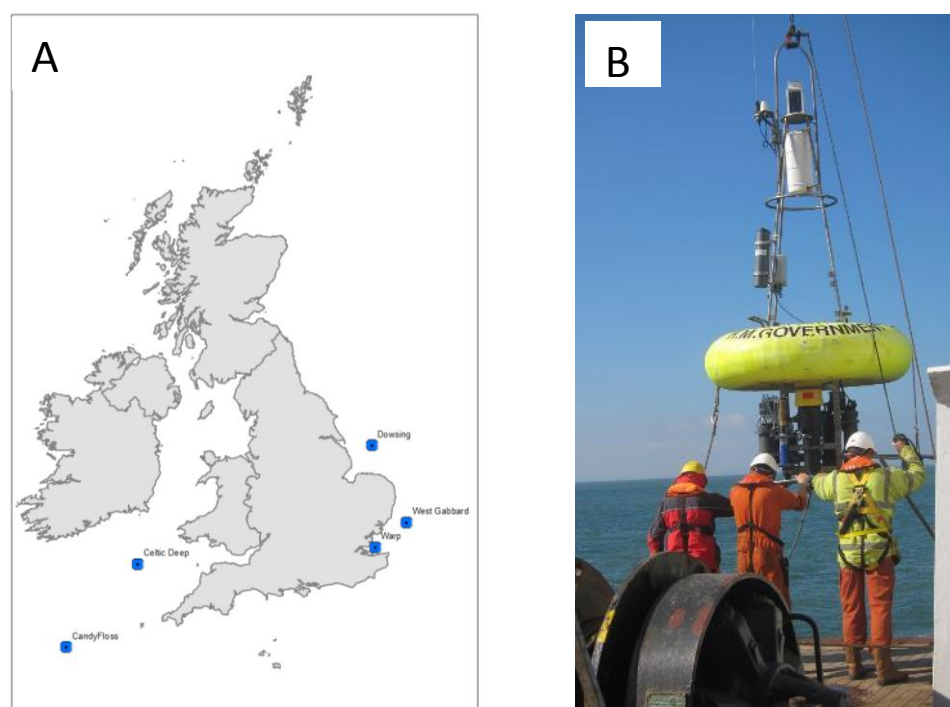 A
Dowsing
West Gabbard
Warp
Celtic Deep
CandyFloss
B
H.M.GOVERNMENT